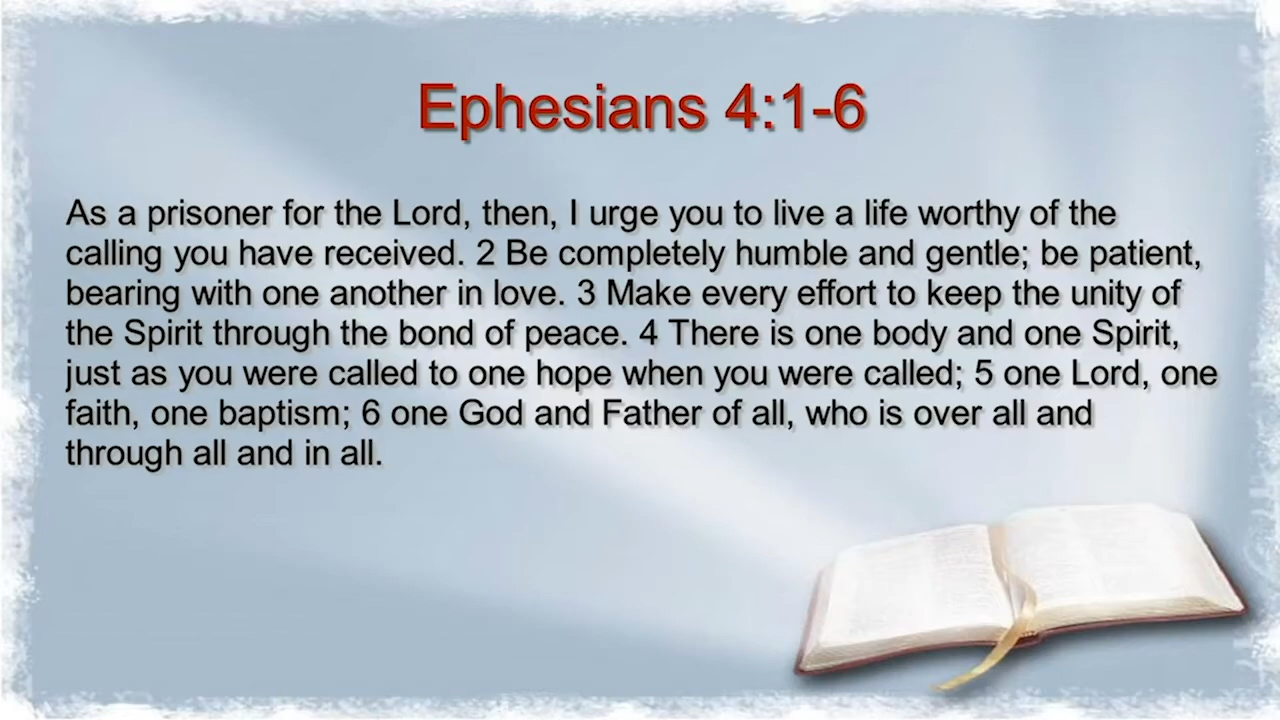 Ephesians 4:1-6
As a prisoner for the Lord, then, I urge you to live a life worthy of the
calling you have received. 2 Be completely humble and gentle; be patient,
bearing with one another in love. 3 Make every effort to keep the unity of
the Spirit through the bond of peace. 4 There is one body and one Spirit,
just as you were called to one hope when you were called; 5 one Lord, one
faith, one baptism; 6 one God and Father of all, who is over all and
through all and in all.